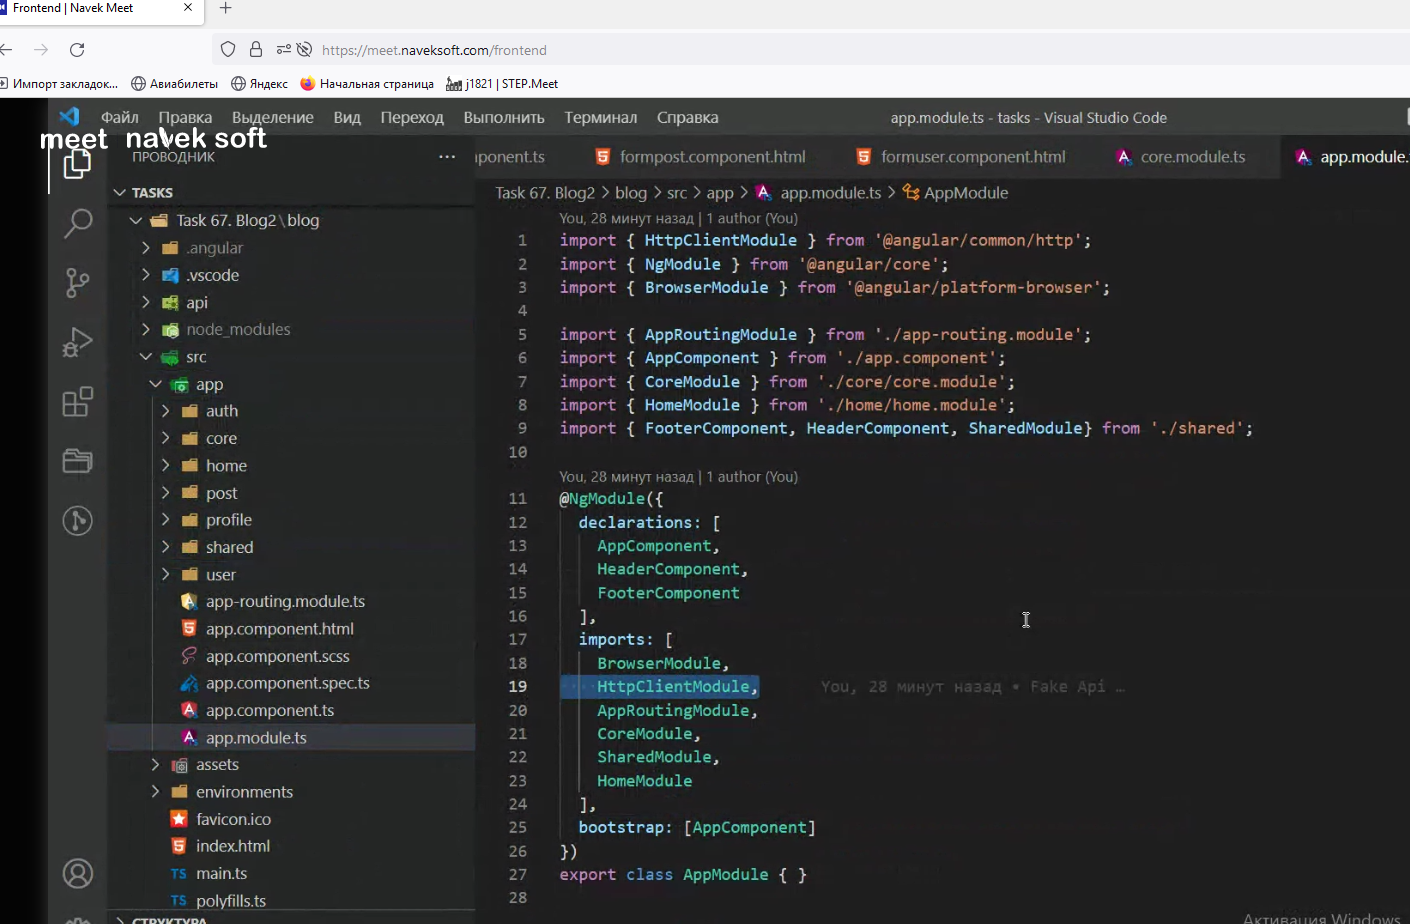 Frontend | Navek Meet
https://meet.naveksoft.com/frontend
Импорт закладок... Авиабилеты Яндекс Начальная страница j1821 | STEP.Meet
Файл Правка Выделение Вид Переход Выполнить Терминал Справка app.module.ts - tasks - Visual Studio Code
meet navek soft
ПРОВОДНИК
ponent.ts formpost.component.html formuser.component.html core.module.ts app.module.
TASKS
Task 67. Blog2 \ blog
.angular
.vscode
api
node_modules
src
app
auth
core
home
post
profile
shared
user
app-routing.module.ts
app.component.html
app.component.scss
app.component.spec.ts
app.component.ts
app.module.ts
assets
environments
favicon.ico
index.html
TS main.ts
TS polyfills.ts
СТРУКТУРА
Task 67. Blog2 > blog > src > app > app.module.ts > AppModule
You, 28 минут назад | 1 author (You)
1 import { HttpClientModule } from '@angular/common/http';
2 import { NgModule } from '@angular/core';
3 import { BrowserModule } from '@angular/platform-browser';
4
5 import { AppRoutingModule } from './app-routing.module';
6 import { AppComponent } from './app.component';
7 import { CoreModule } from './core/core.module';
8 import { HomeModule } from './home/home.module';
9 import { FooterComponent, HeaderComponent, SharedModule} from './shared';
10
You, 28 минут назад | 1 author (You)
11 @NgModule({
12 declarations: [
13 AppComponent,
14 HeaderComponent,
15 FooterComponent
16 ],
17 imports: [
18 BrowserModule,
19 HttpClientModule, You, 28 минут назад • Fake Api …
20 AppRoutingModule,
21 CoreModule,
22 SharedModule,
23 HomeModule
24 ],
25 bootstrap: [AppComponent]
26 })
27 export class AppModule { }
28
Активация Windows